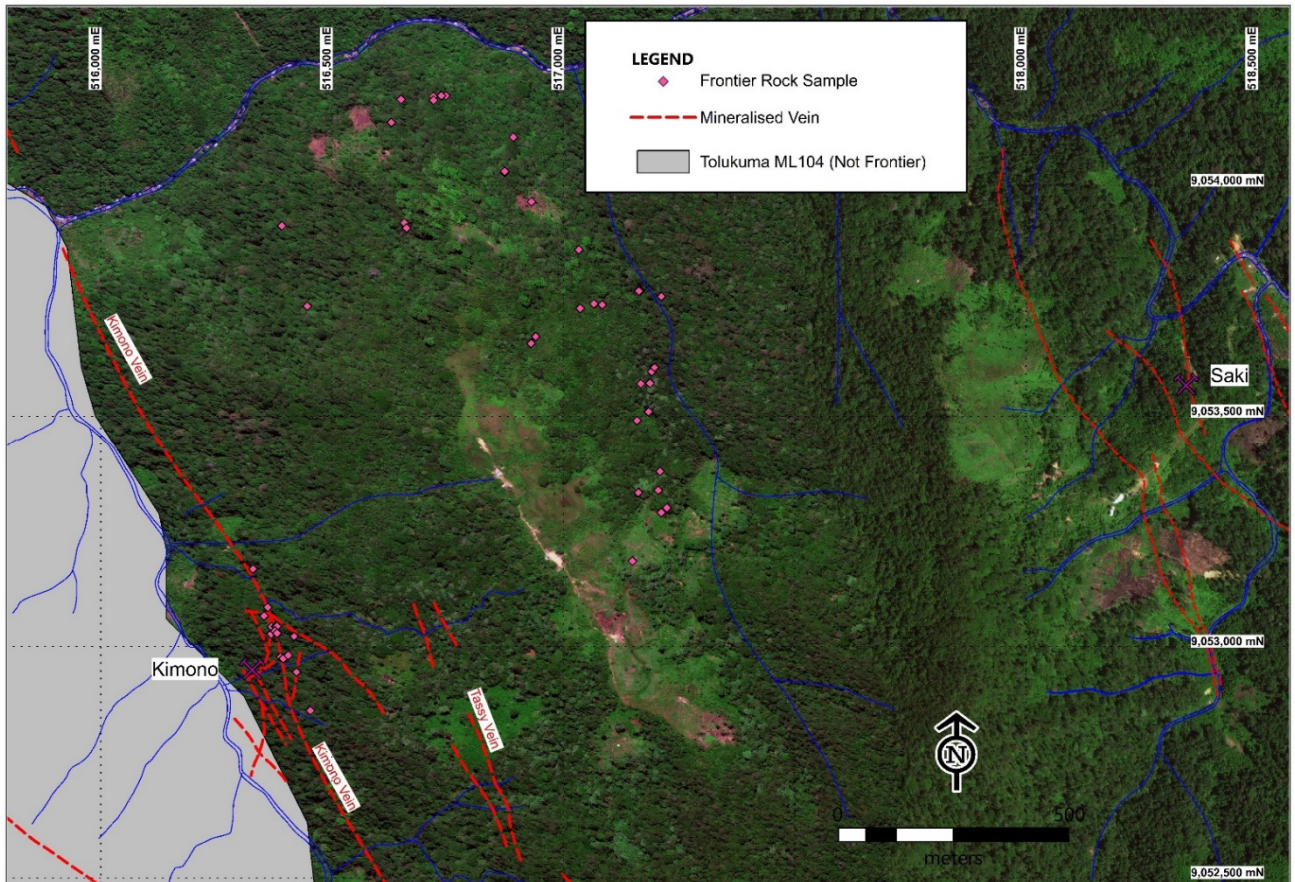 516,000 mE
516,500 mE
517,000 mE
518,000 mE
518,500 mE
LEGEND
Frontier Rock Sample
Mineralised Vein
Tolukuma ML104 (Not Frontier)
9,054,000 mN
Kimono Vein
Saki
9,053,500 mN
9,053,000 mN
Kimono
Tassy Vein
Kimono Vein
N
0 500
meters
9,052,500 mN